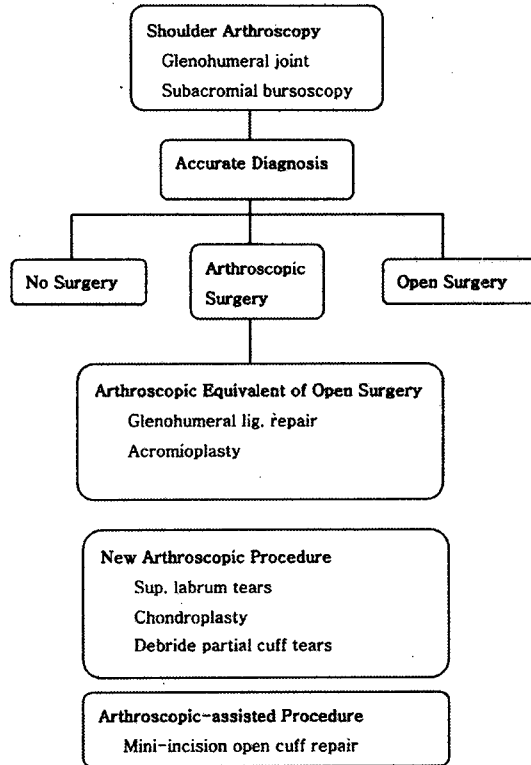 Shoulder Arthroscopy
Glenohumeral joint
Subacromial bursoscopy
Accurate Diagnosis
No Surgery
Arthroscopic
Surgery
Open Surgery
Arthroscopic Equivalent of Open Surgery
Glenohumeral lig. repair
Acromioplasty
New Arthroscopic Procedure
Sup. labrum tears
Chondroplasty
Debride partial cuff tears
Arthroscopic-assisted Procedure
Mini-incision open cuff repair